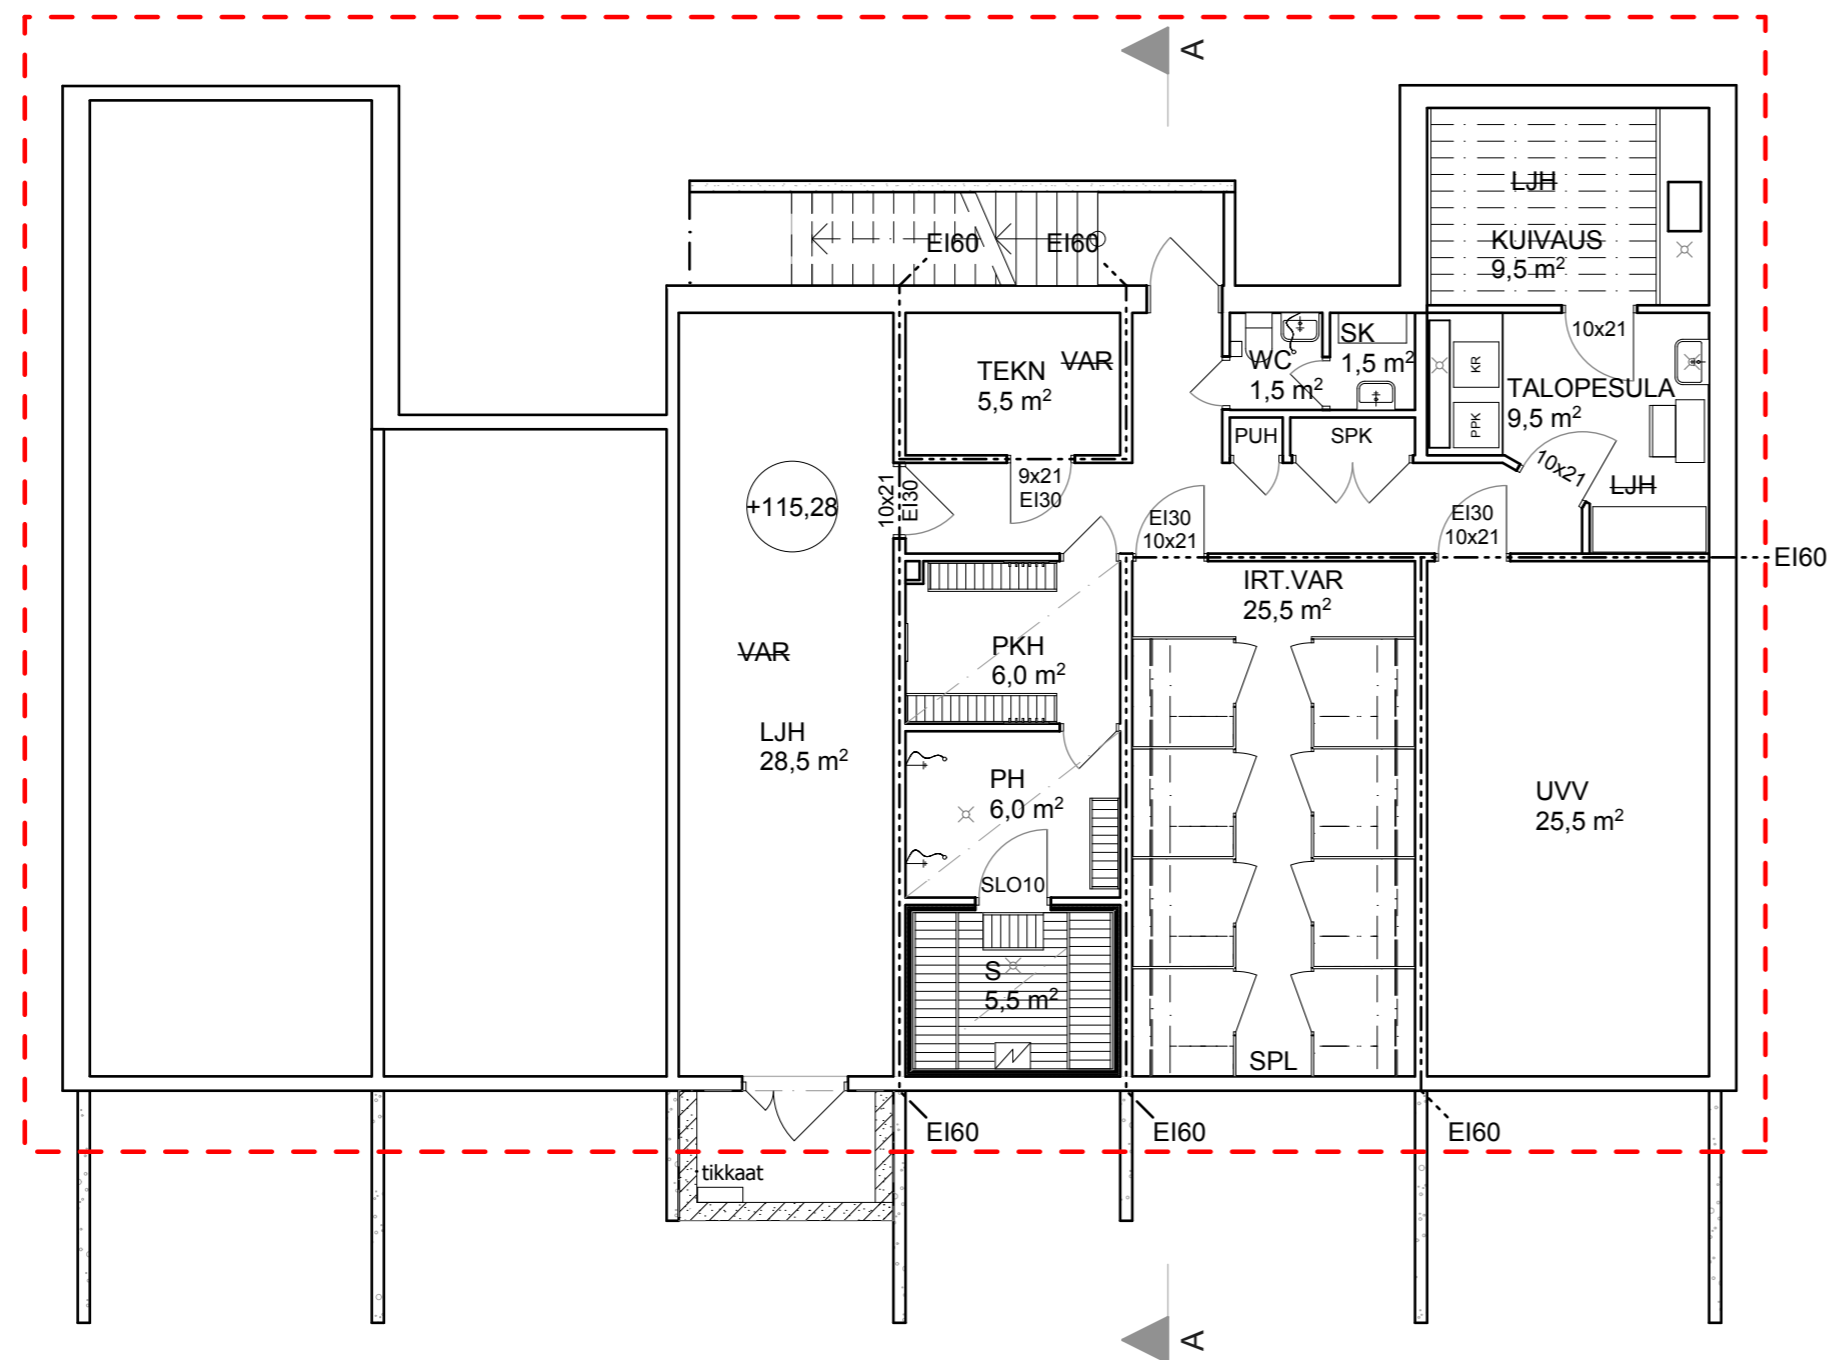 A
LJH
KUIVAUS
9,5 m²
EI60
EI60
10x21
SK
1,5 m²
WC
1,5 m²
TEKN
5,5 m²
VAR
KR
PPK
TALOPESULA
9,5 m²
PUH
SPK
10x21
LJH
9x21
EI30
10x21
EI30
+115,28
EI30
10x21
EI30
10x21
EI60
IRT.VAR
25,5 m²
PKH
6,0 m²
VAR
LJH
28,5 m²
PH
6,0 m²
UVV
25,5 m²
SLO10
S
5,5 m²
SPL
EI60
EI60
EI60
tikkaat
A